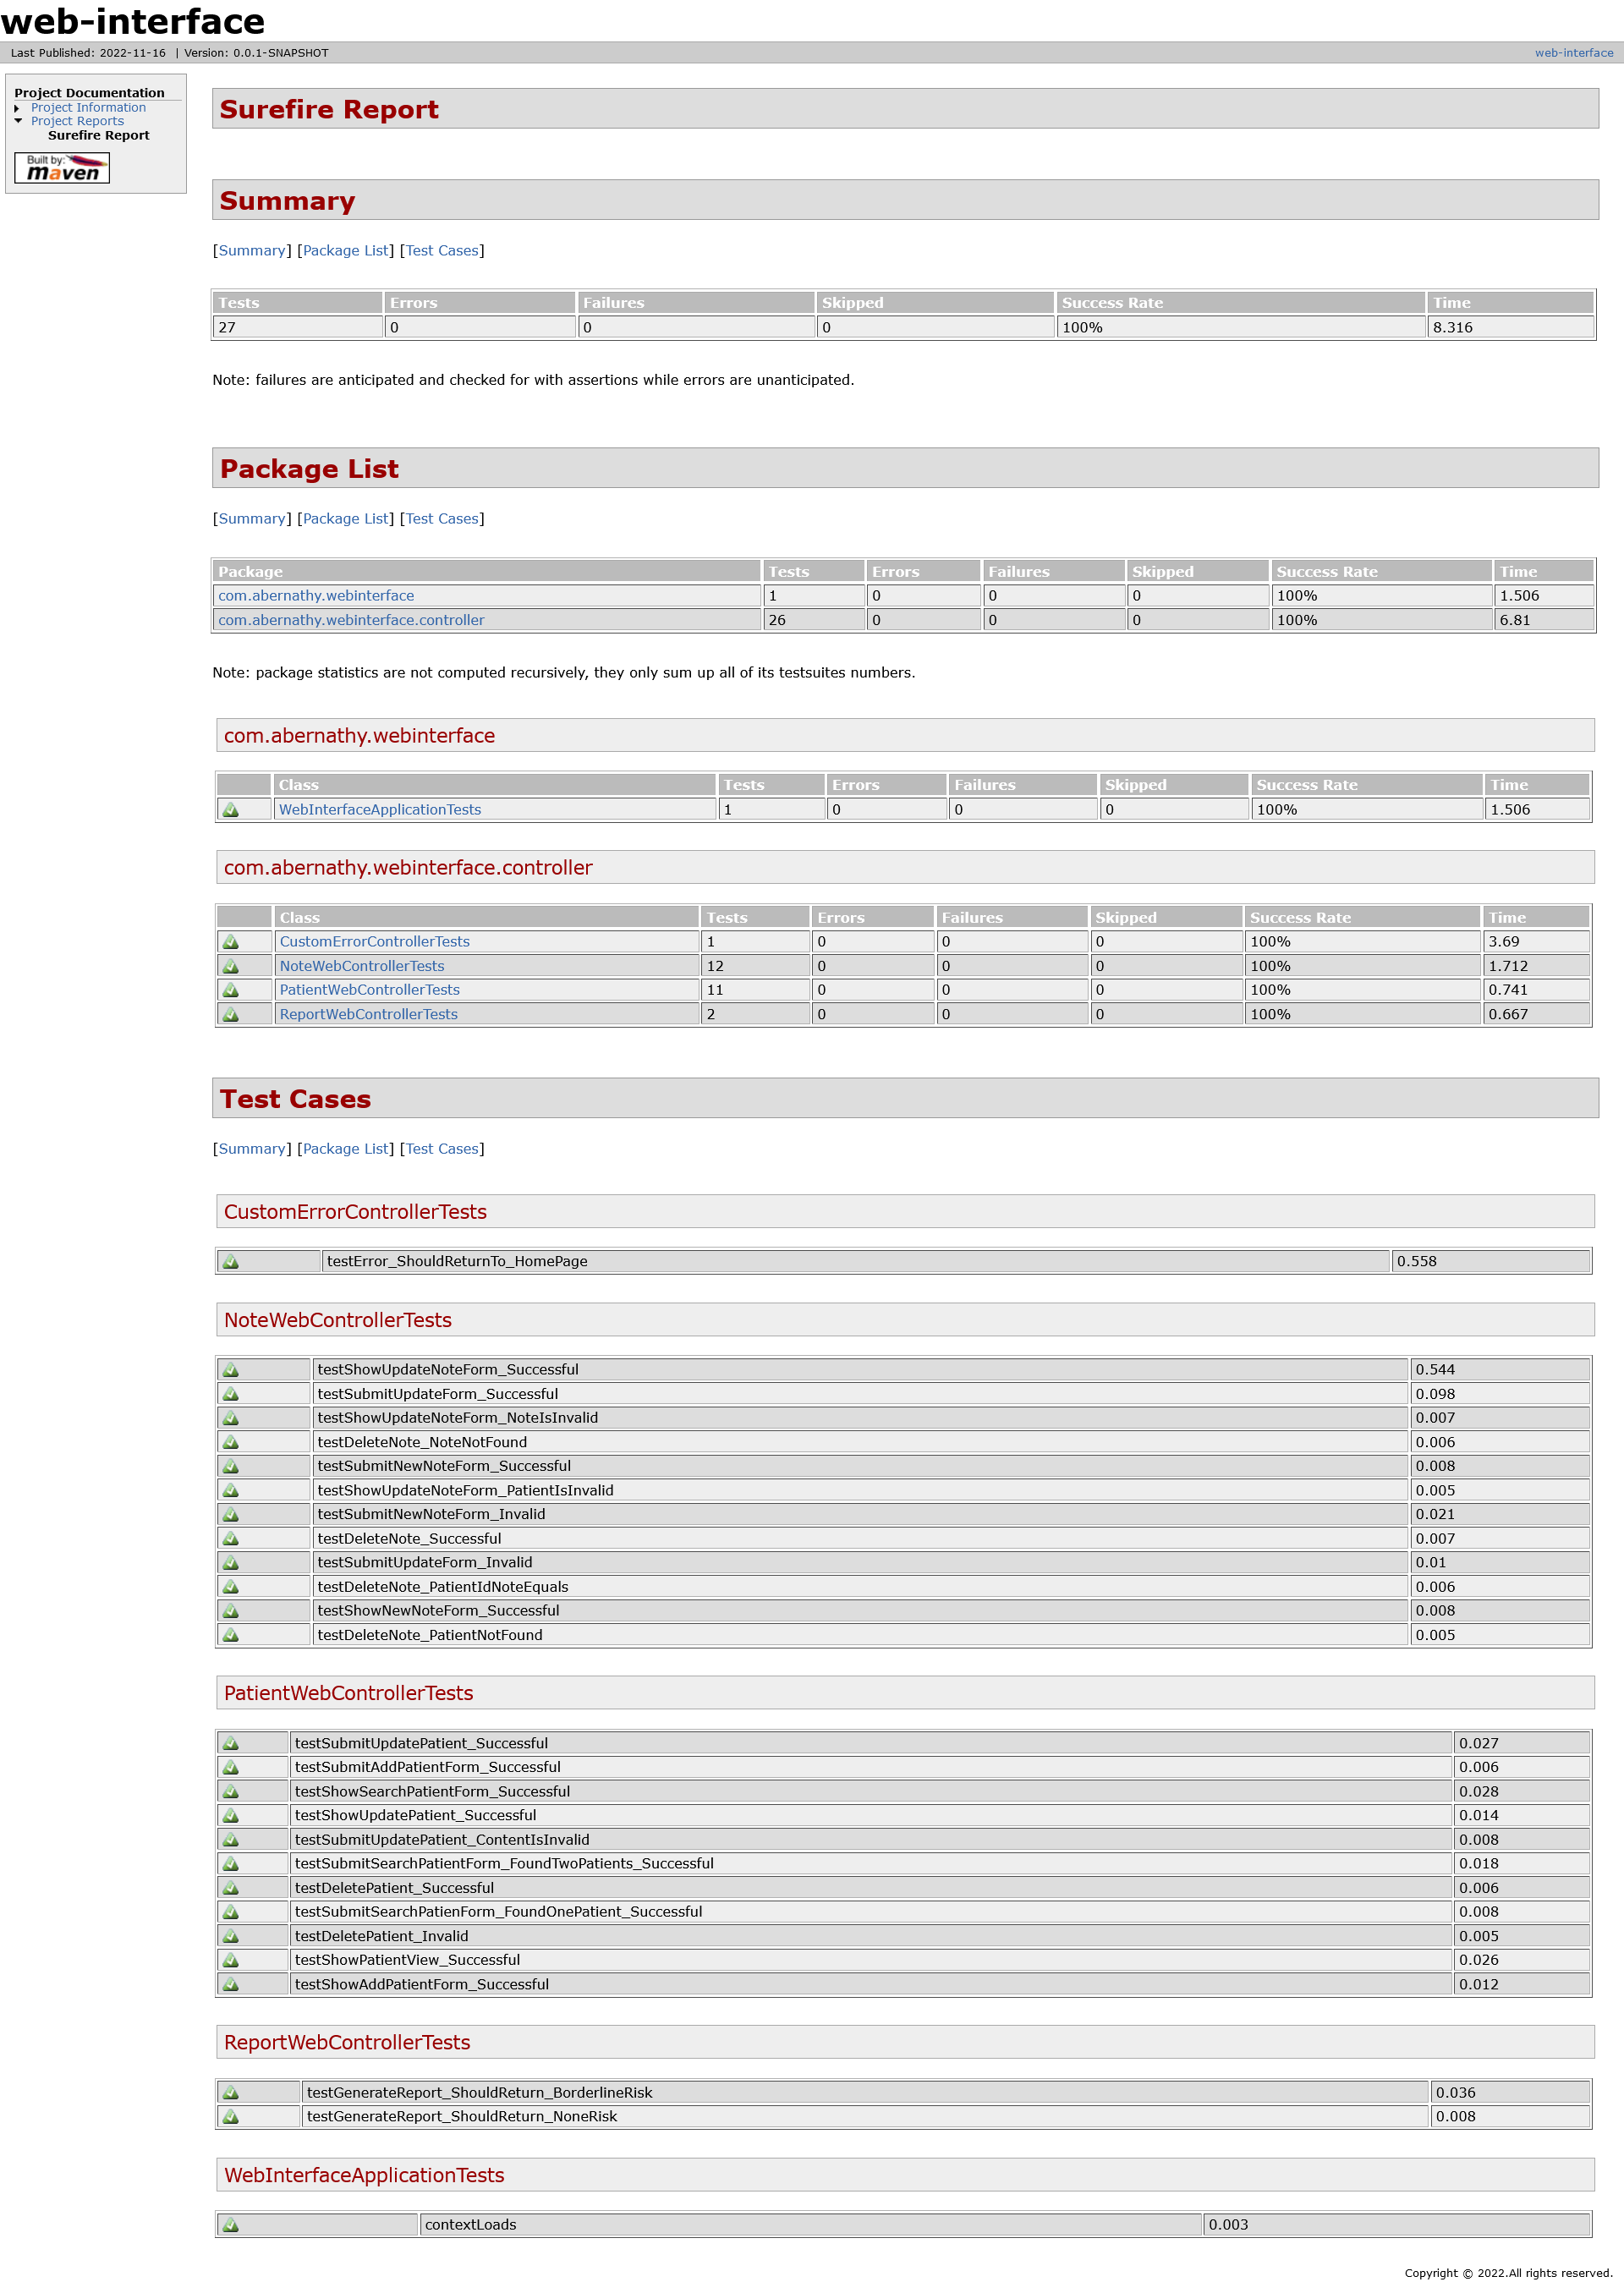 web-interface
Last Published: 2022-11-16 | Version: 0.0.1-SNAPSHOT web-interface
Project Documentation
Project Information
Project Reports
Surefire Report
Built by:
maven
Surefire Report
Summary
[Summary] [Package List] [Test Cases]
Tests Errors Failures Skipped Success Rate Time
27 0 0 0 100% 8.316
Note: failures are anticipated and checked for with assertions while errors are unanticipated.
Package List
[Summary] [Package List] [Test Cases]
Package Tests Errors Failures Skipped Success Rate Time
com.abernathy.webinterface 1 0 0 0 100% 1.506
com.abernathy.webinterface.controller 26 0 0 0 100% 6.81
Note: package statistics are not computed recursively, they only sum up all of its testsuites numbers.
com.abernathy.webinterface
Class Tests Errors Failures Skipped Success Rate Time
WebInterfaceApplicationTests 1 0 0 0 100% 1.506
com.abernathy.webinterface.controller
Class Tests Errors Failures Skipped Success Rate Time
CustomErrorControllerTests 1 0 0 0 100% 3.69
NoteWebControllerTests 12 0 0 0 100% 1.712
PatientWebControllerTests 11 0 0 0 100% 0.741
ReportWebControllerTests 2 0 0 0 100% 0.667
Test Cases
[Summary] [Package List] [Test Cases]
CustomErrorControllerTests
testError_ShouldReturnTo_HomePage 0.558
NoteWebControllerTests
testShowUpdateNoteForm_Successful 0.544
testSubmitUpdateForm_Successful 0.098
testShowUpdateNoteForm_NoteIsInvalid 0.007
testDeleteNote_NoteNotFound 0.006
testSubmitNewNoteForm_Successful 0.008
testShowUpdateNoteForm_PatientIsInvalid 0.005
testSubmitNewNoteForm_Invalid 0.021
testDeleteNote_Successful 0.007
testSubmitUpdateForm_Invalid 0.01
testDeleteNote_PatientIdNoteEquals 0.006
testShowNewNoteForm_Successful 0.008
testDeleteNote_PatientNotFound 0.005
PatientWebControllerTests
testSubmitUpdatePatient_Successful 0.027
testSubmitAddPatientForm_Successful 0.006
testShowSearchPatientForm_Successful 0.028
testShowUpdatePatient_Successful 0.014
testSubmitUpdatePatient_ContentIsInvalid 0.008
testSubmitSearchPatientForm_FoundTwoPatients_Successful 0.018
testDeletePatient_Successful 0.006
testSubmitSearchPatienForm_FoundOnePatient_Successful 0.008
testDeletePatient_Invalid 0.005
testShowPatientView_Successful 0.026
testShowAddPatientForm_Successful 0.012
ReportWebControllerTests
testGenerateReport_ShouldReturn_BorderlineRisk 0.036
testGenerateReport_ShouldReturn_NoneRisk 0.008
WebInterfaceApplicationTests
contextLoads 0.003
Copyright © 2022.All rights reserved.